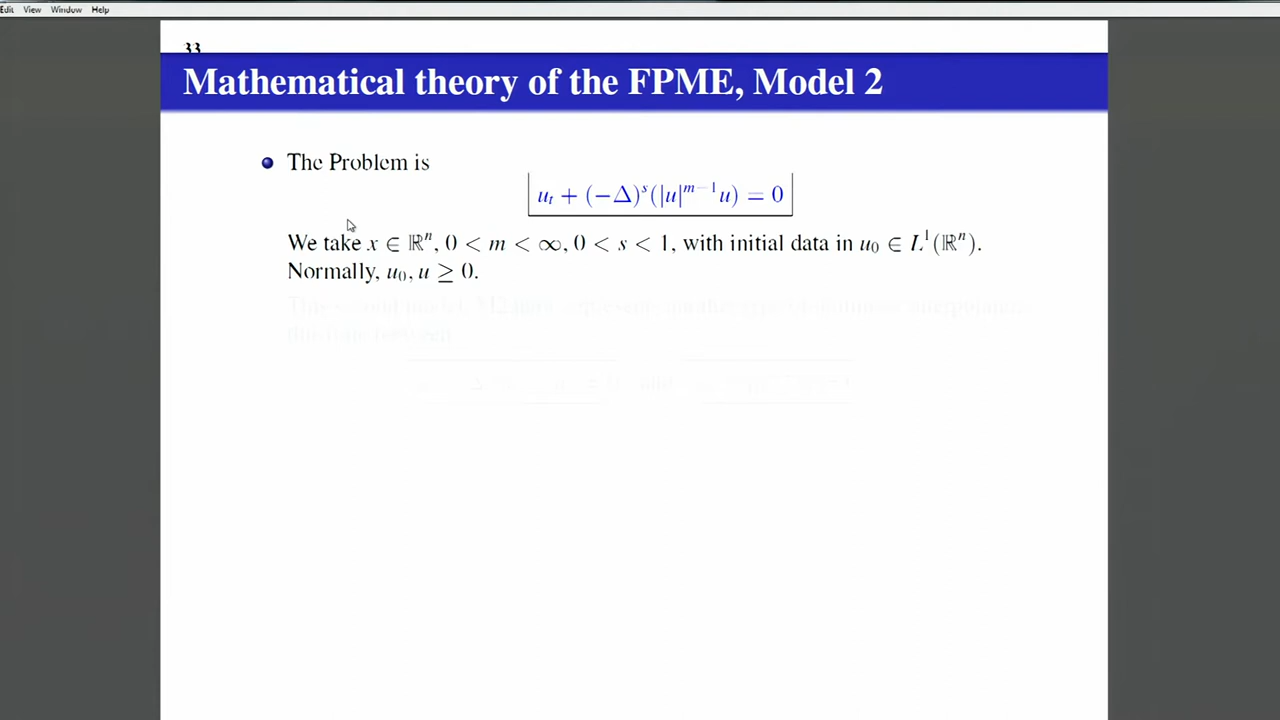 Edit View Window Help
33
Mathematical theory of the FPME, Model 2
The Problem is
u_t + (−Δ)^s(|u|^{m−1}u) = 0
We take x ∈ ℝ^n, 0 < m < ∞, 0 < s < 1, with initial data in u_0 ∈ L^1(ℝ^n).
Normally, u_0, u ≥ 0.
and